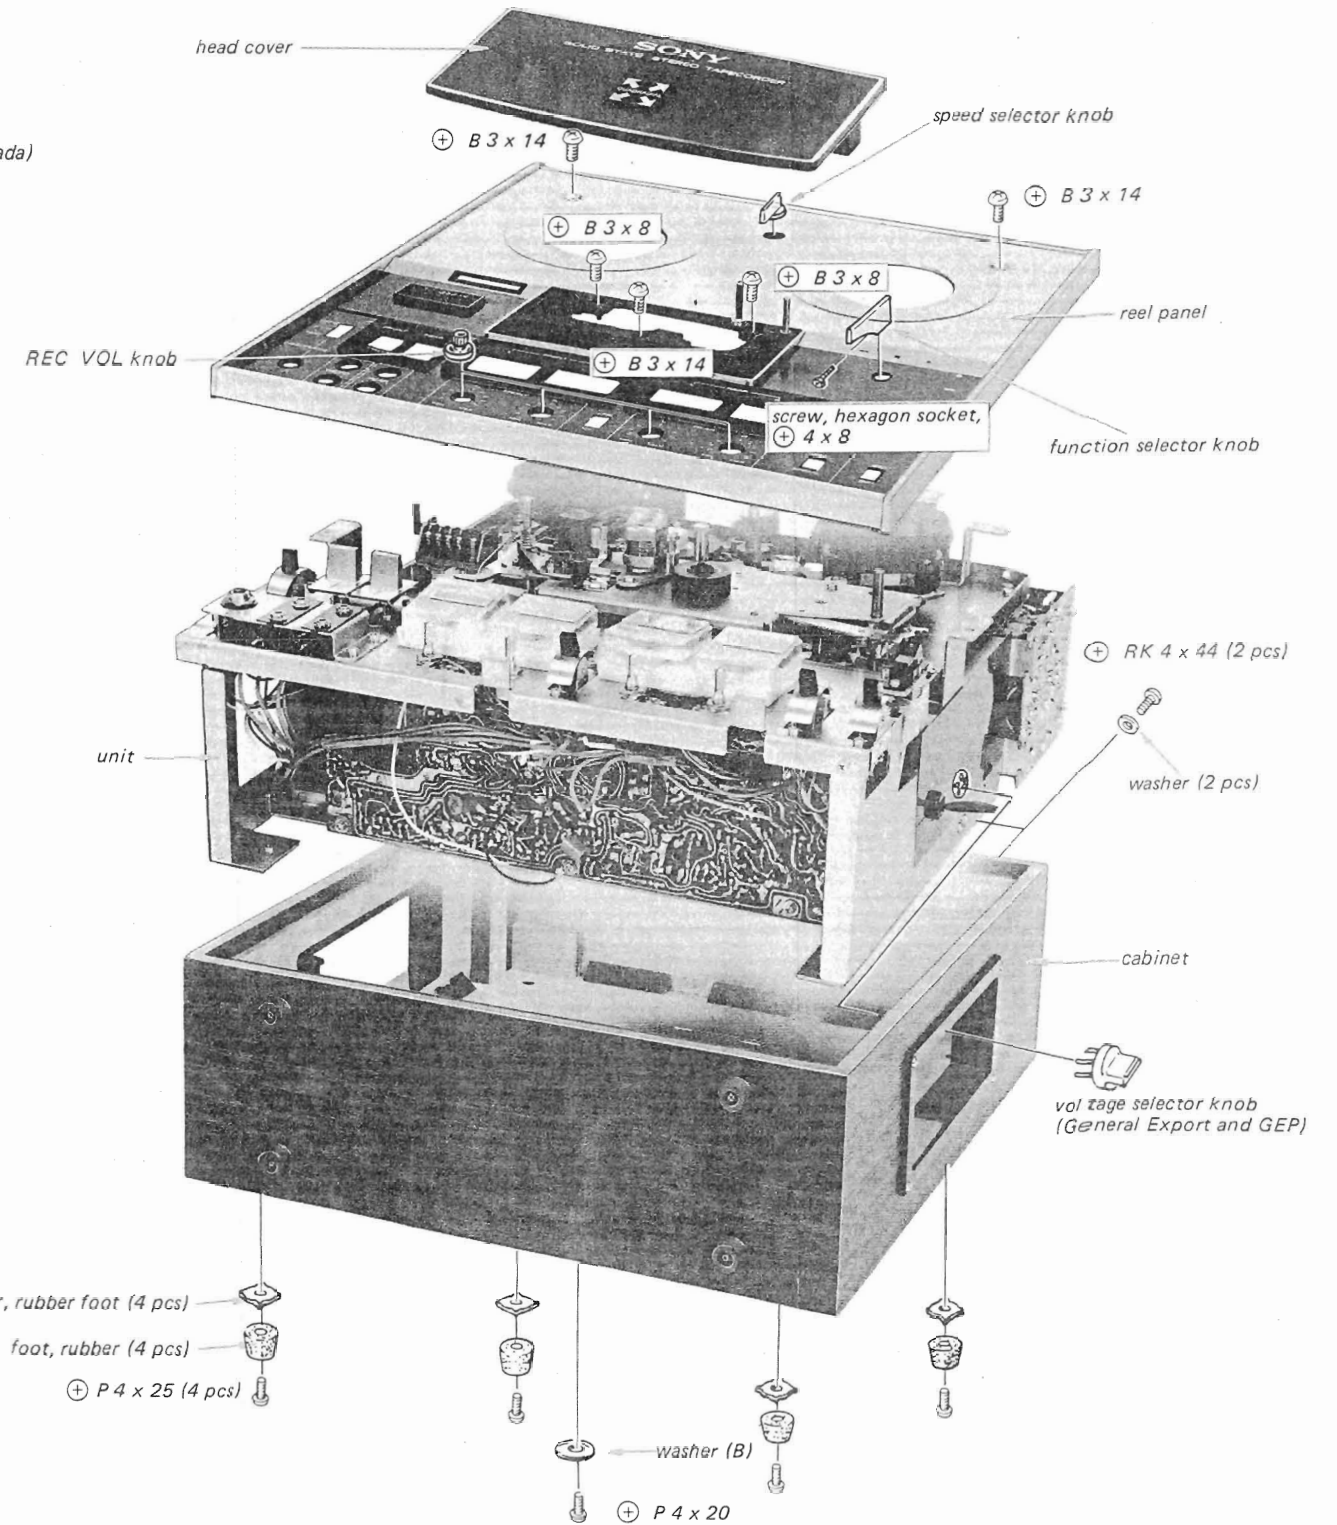 head cover
SONY
SOLID STATE STEREO TAPECORDER
speed selector knob
⊕ B 3 x 14
ada)
⊕ B 3 x 14
⊕ B 3 x 8
⊕ B 3 x 8
reel panel
REC VOL knob
⊕ B 3 x 14
screw, hexagon socket,
⊕ 4 x 8
function selector knob
⊕ RK 4 x 44 (2 pcs)
unit
washer (2 pcs)
cabinet
voltage selector knob
(General Export and GEP)
, rubber foot (4 pcs)
foot, rubber (4 pcs)
⊕ P 4 x 25 (4 pcs)
washer (B)
⊕ P 4 x 20